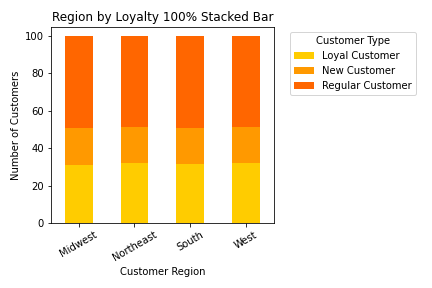 Region by Loyalty 100% Stacked Bar
Number of Customers
100
80
60
40
20
0
Midwest
Northeast
South
West
Customer Region
Customer Type
Loyal Customer
New Customer
Regular Customer